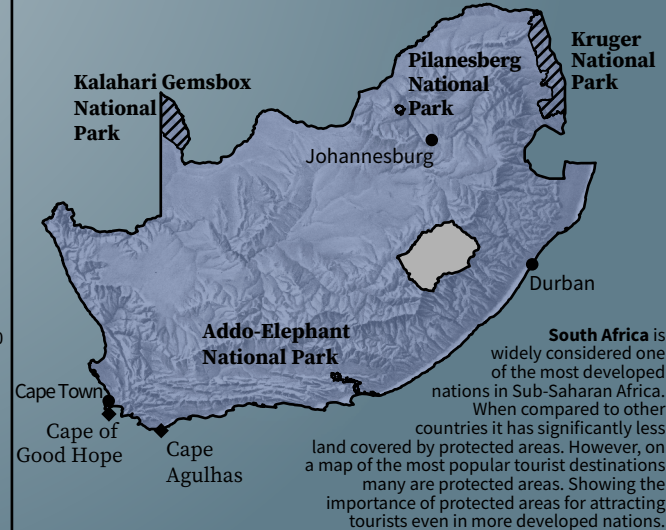 Kruger
National
Park
Pilanesberg
National
Park
Kalahari Gemsbox
National
Park
Johannesburg
Durban
Addo-Elephant
National Park
Cape Town
Cape of
Good Hope
Cape
Agulhas
South Africa is
widely considered one
of the most developed
nations in Sub-Saharan Africa.
When compared to other
countries it has significantly less
land covered by protected areas. However, on
a map of the most popular tourist destinations
many are protected areas. Showing the
importance of protected areas for attracting
tourists even in more developed nations.